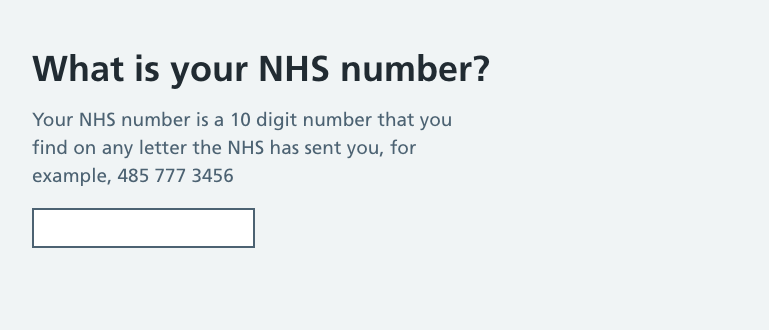 What is your NHS number?
Your NHS number is a 10 digit number that you
find on any letter the NHS has sent you, for
example, 485 777 3456